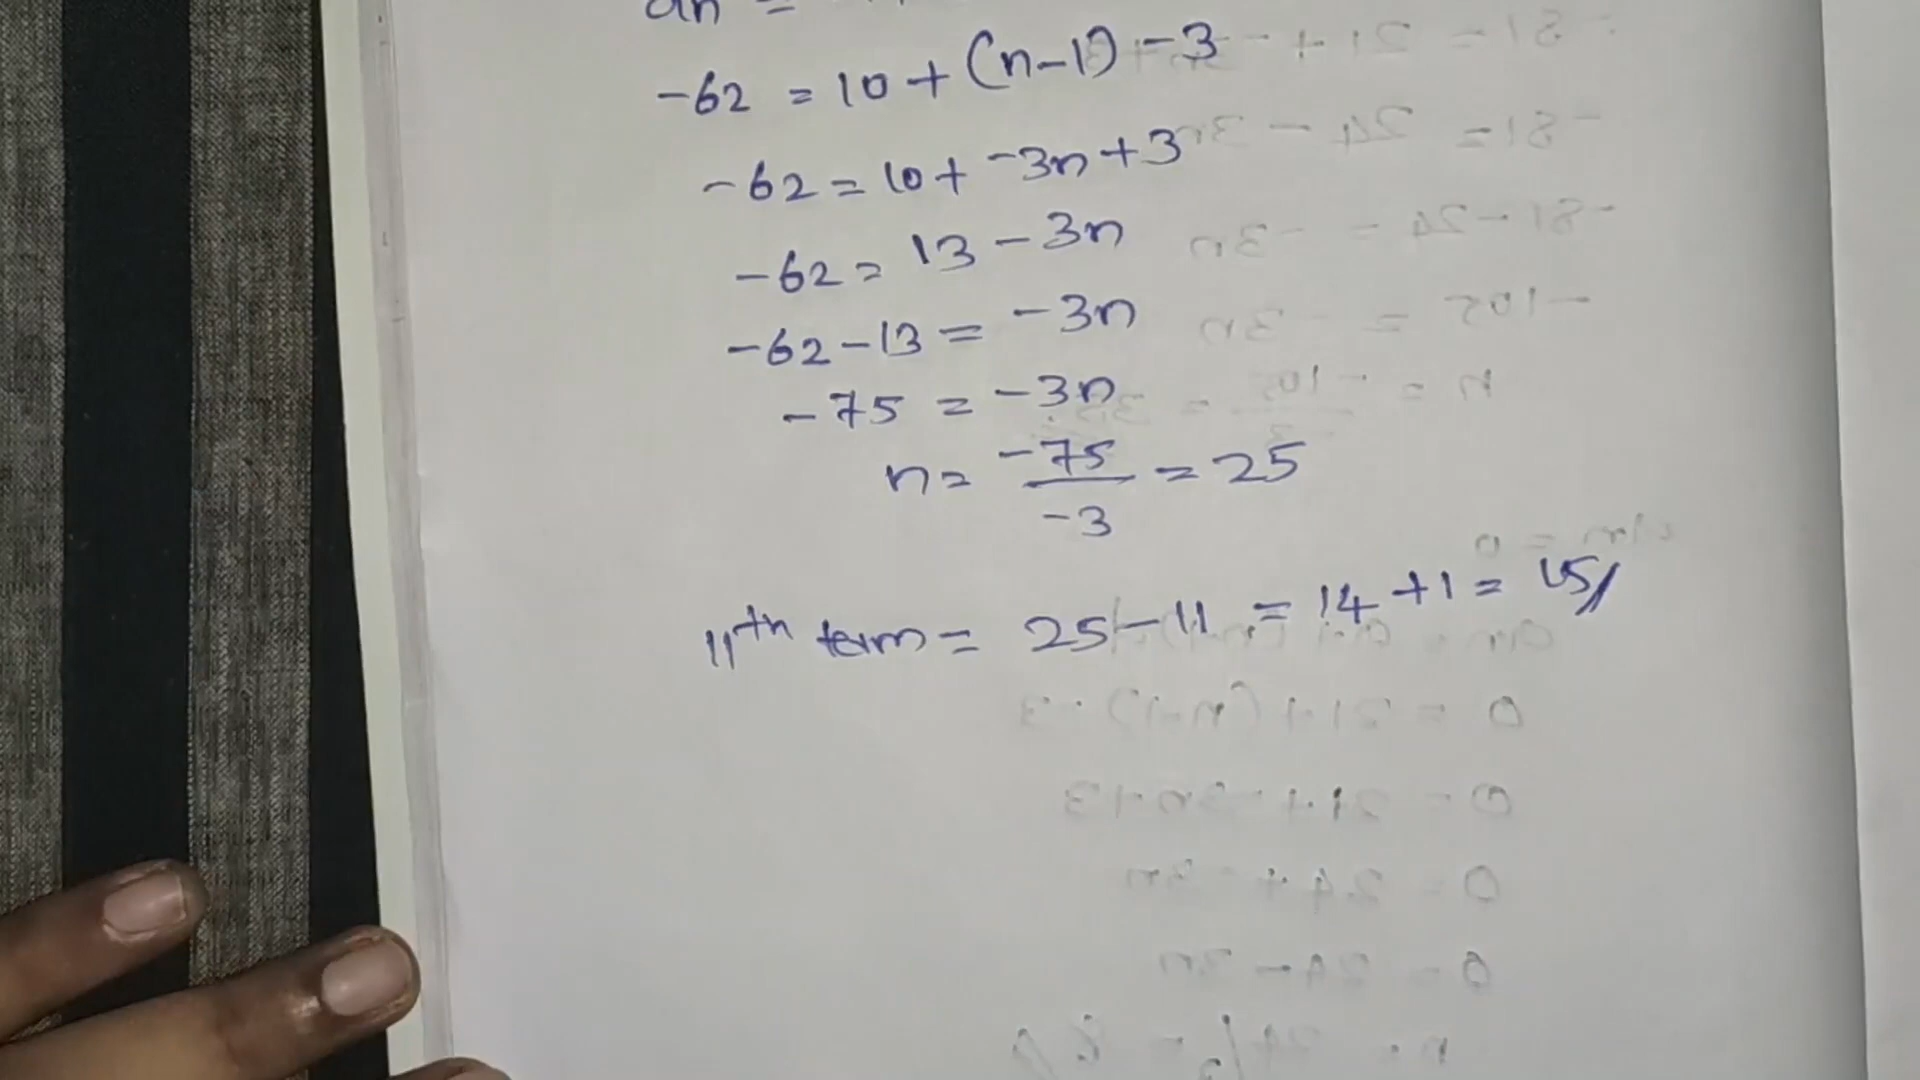 an =
-62 = 10 + (n-1) -3
-62 = 10 + -3n + 3
-62 = 13 - 3n
-62 - 13 = -3n
-75 = -3n
n = -75/-3 = 25
11th term = 25 - 11 = 14 + 1 = 15//